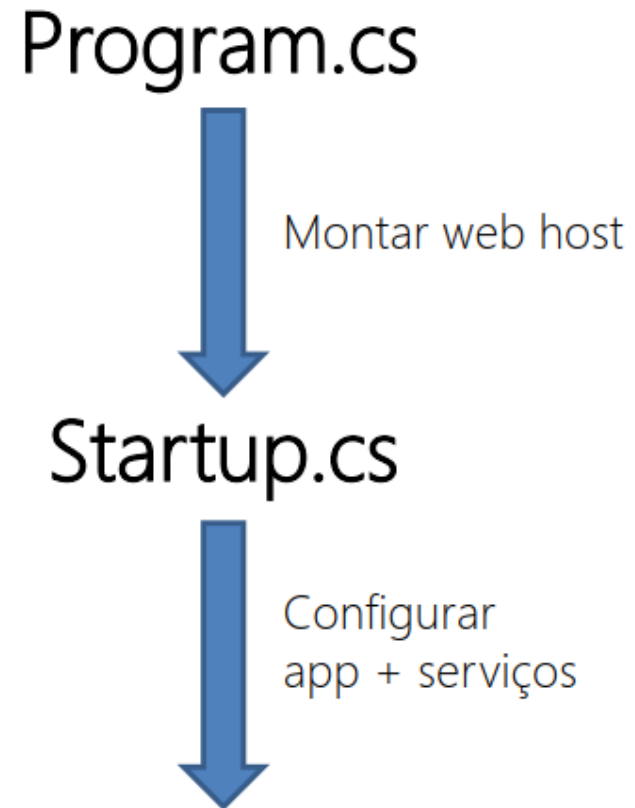 Program.cs
Montar web host
Startup.cs
Configurar
app + serviços